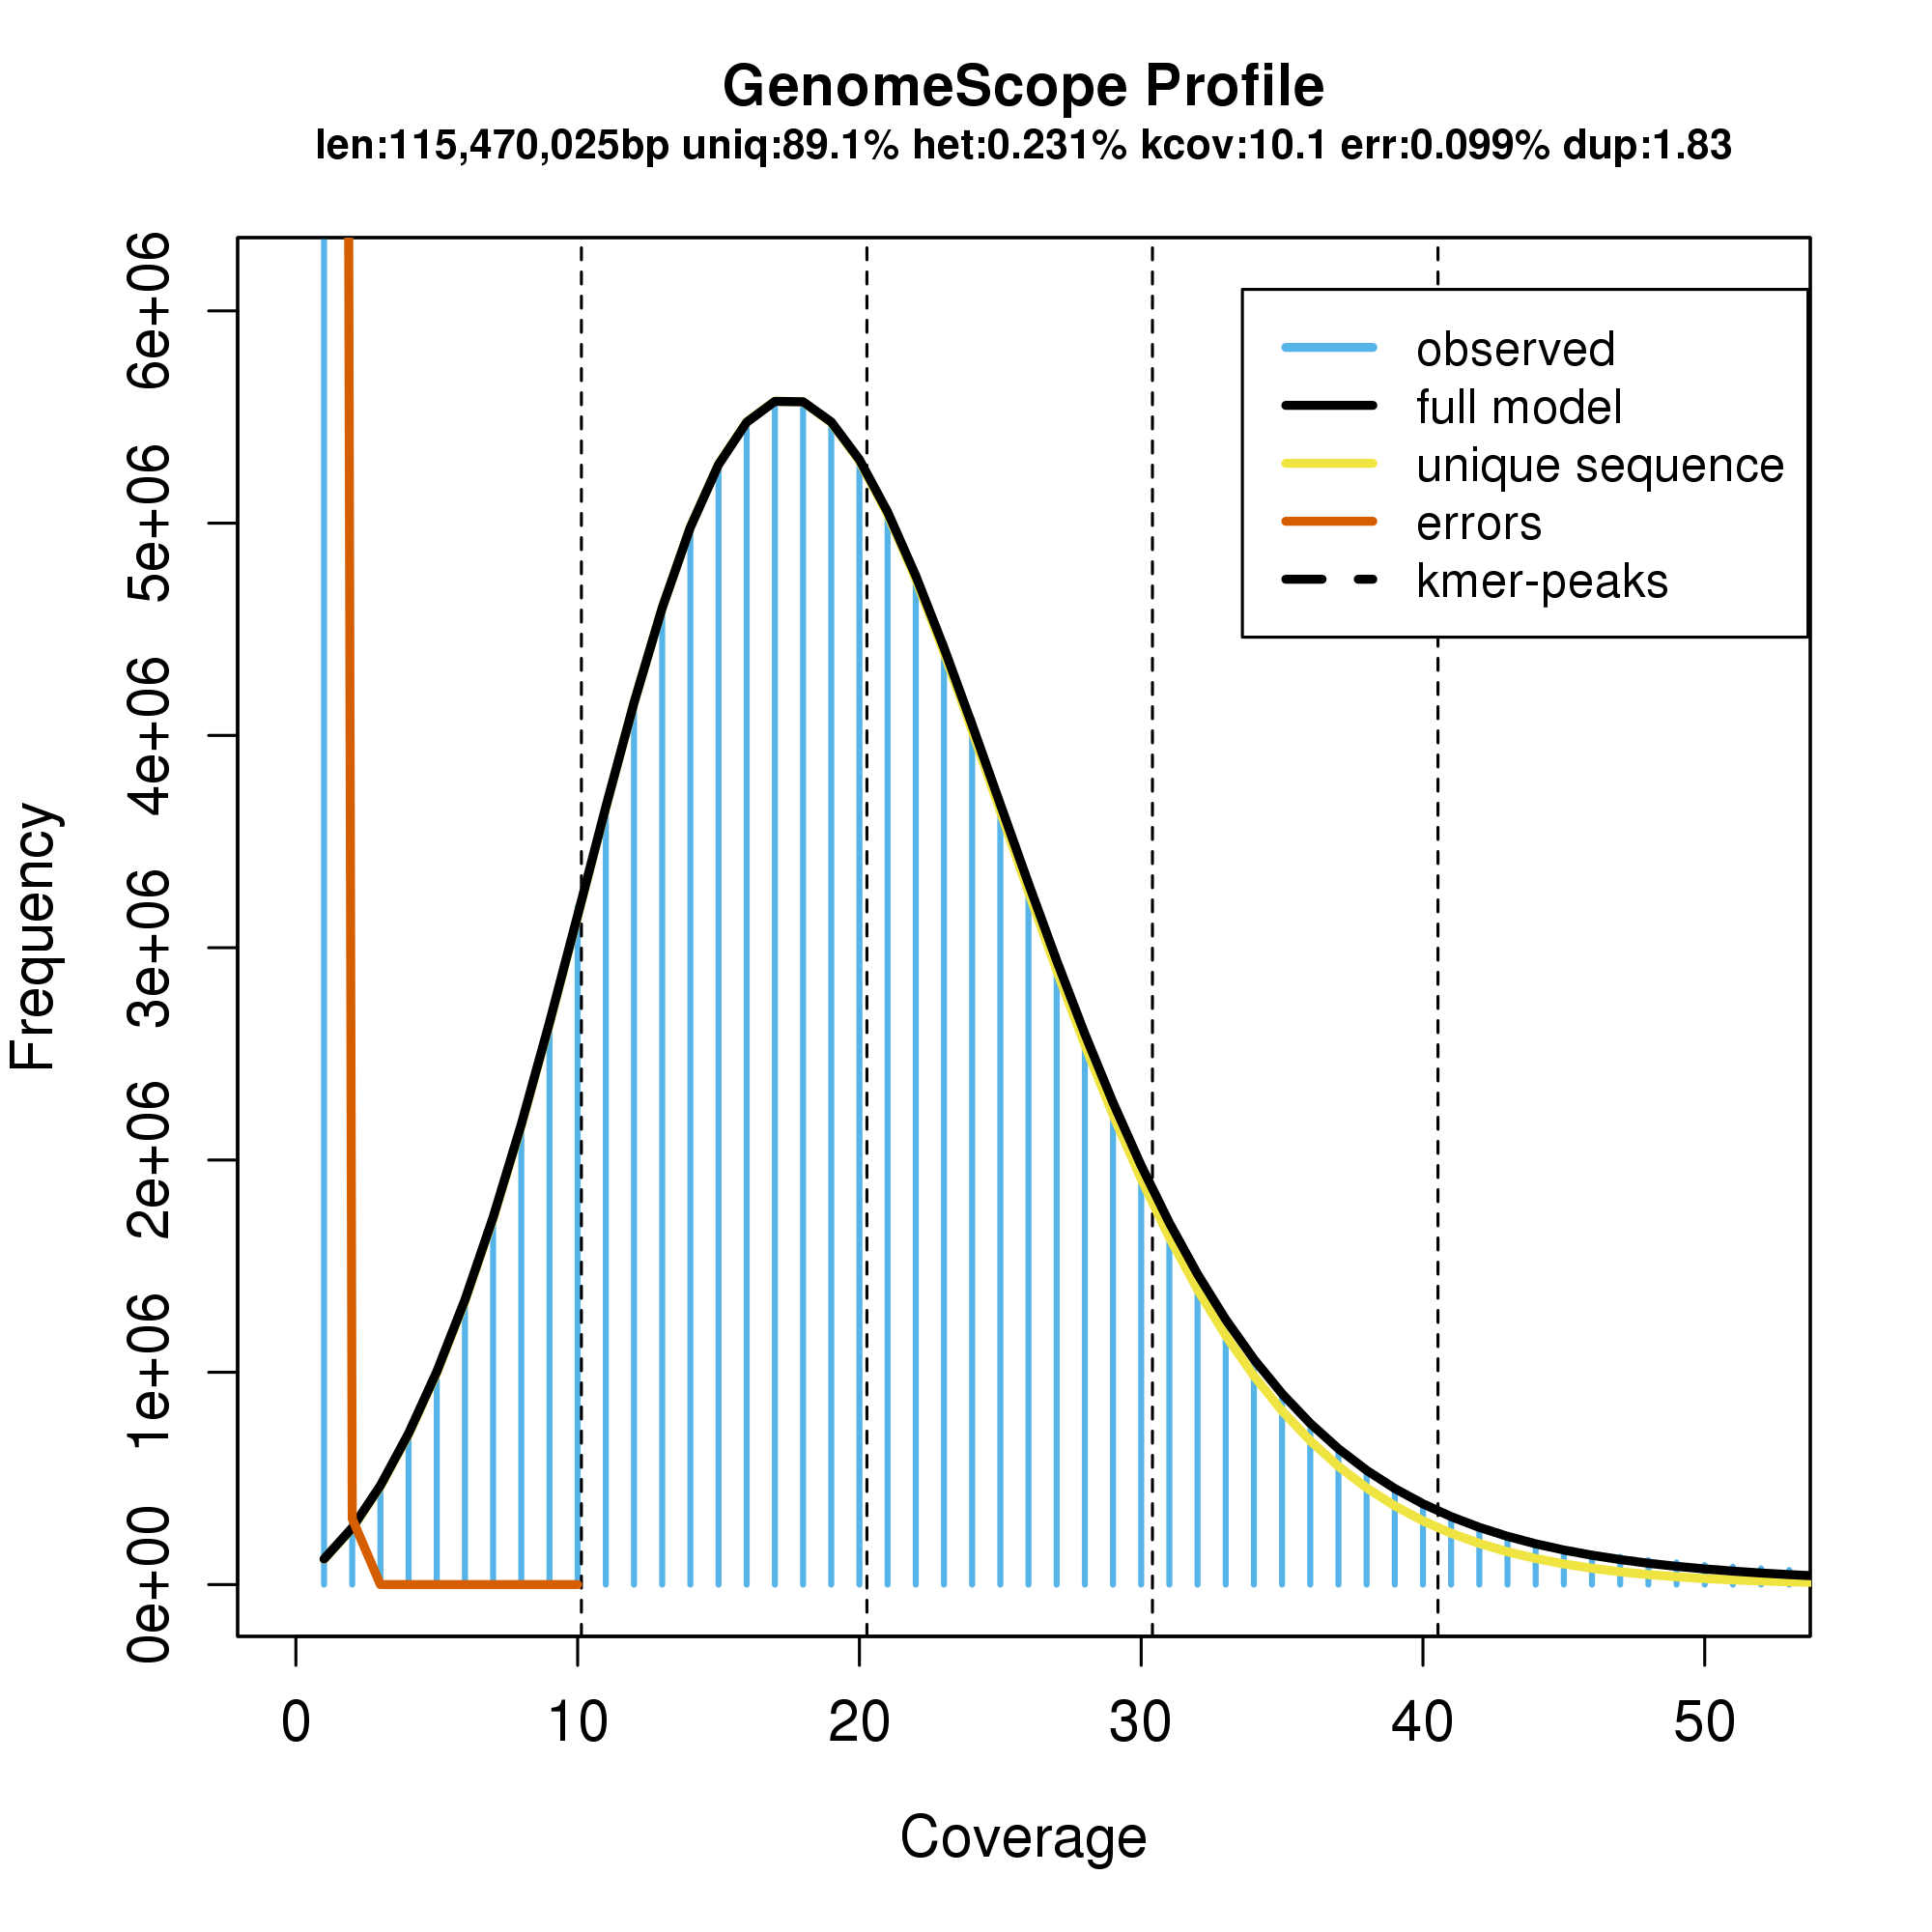 GenomeScope Profile
len:115,470,025bp uniq:89.1% het:0.231% kcov:10.1 err:0.099% dup:1.83
Frequency
6e+06
5e+06
4e+06
3e+06
2e+06
1e+06
0e+00
observed
full model
unique sequence
errors
kmer-peaks
0 10 20 30 40 50
Coverage